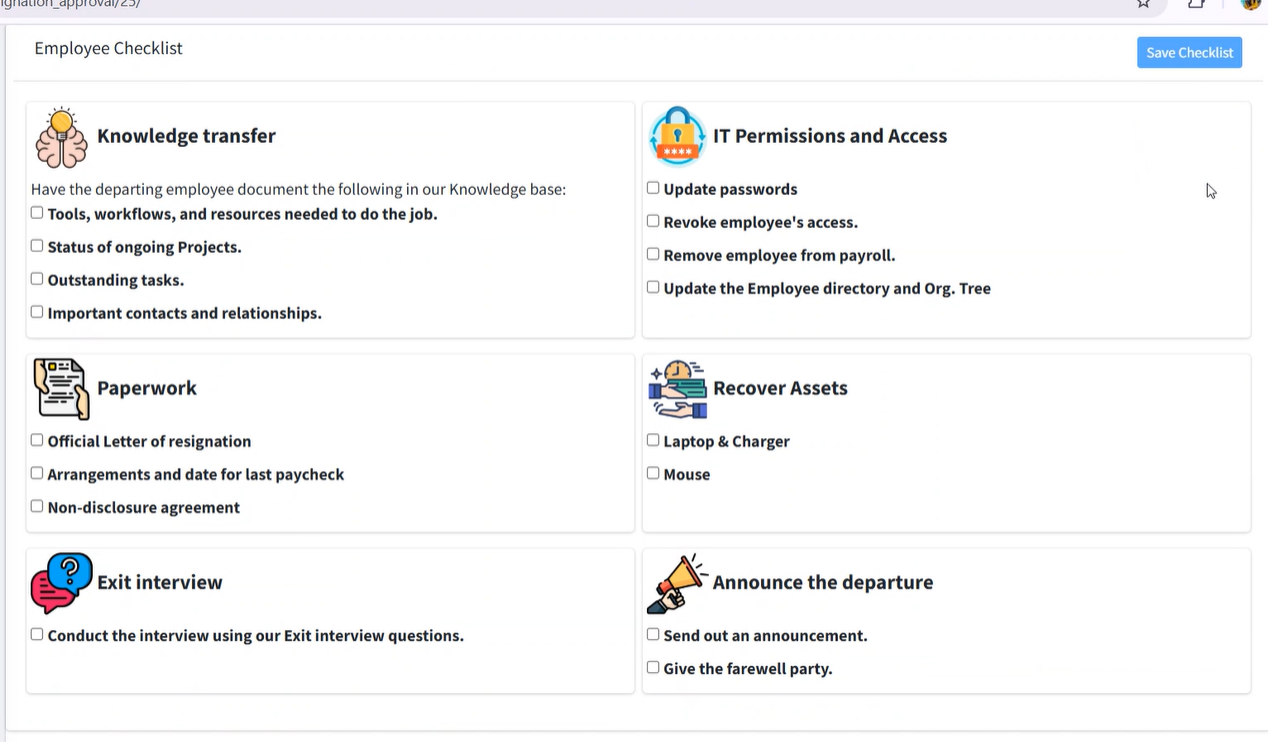 ignation_approval/25/
Employee Checklist
Save Checklist
Knowledge transfer
Have the departing employee document the following in our Knowledge base:
Tools, workflows, and resources needed to do the job.
Status of ongoing Projects.
Outstanding tasks.
Important contacts and relationships.
IT Permissions and Access
****
Update passwords
Revoke employee's access.
Remove employee from payroll.
Update the Employee directory and Org. Tree
Paperwork
Official Letter of resignation
Arrangements and date for last paycheck
Non-disclosure agreement
Recover Assets
Laptop & Charger
Mouse
?
Exit interview
Conduct the interview using our Exit interview questions.
Announce the departure
Send out an announcement.
Give the farewell party.